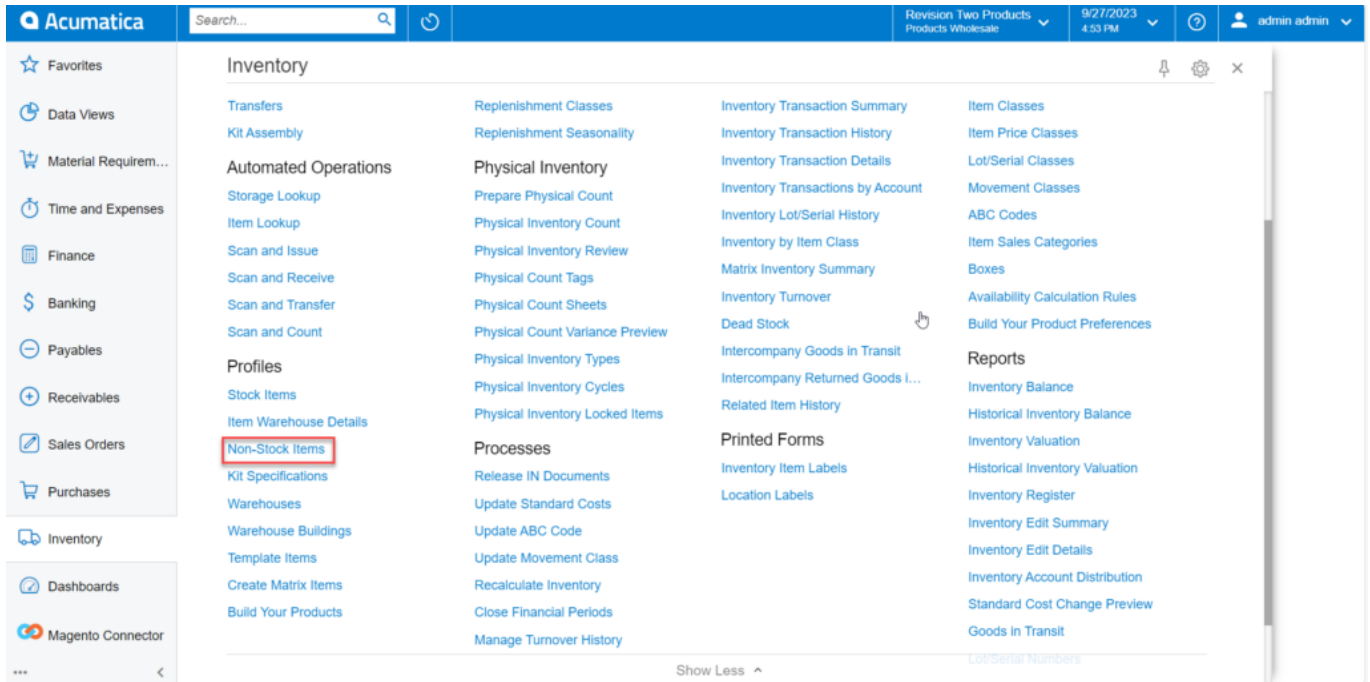 Acumatica
Search...
Revision Two Products
Products Wholesale
9/27/2023
4:53 PM
admin admin
Favorites
Data Views
Material Requirem...
Time and Expenses
Finance
Banking
Payables
Receivables
Sales Orders
Purchases
Inventory
Dashboards
Magento Connector
Inventory
Transfers
Kit Assembly
Automated Operations
Storage Lookup
Item Lookup
Scan and Issue
Scan and Receive
Scan and Transfer
Scan and Count
Profiles
Stock Items
Item Warehouse Details
Non-Stock Items
Kit Specifications
Warehouses
Warehouse Buildings
Template Items
Create Matrix Items
Build Your Products
Replenishment Classes
Replenishment Seasonality
Physical Inventory
Prepare Physical Count
Physical Inventory Count
Physical Inventory Review
Physical Count Tags
Physical Count Sheets
Physical Count Variance Preview
Physical Inventory Types
Physical Inventory Cycles
Physical Inventory Locked Items
Processes
Release IN Documents
Update Standard Costs
Update ABC Code
Update Movement Class
Recalculate Inventory
Close Financial Periods
Manage Turnover History
Inventory Transaction Summary
Inventory Transaction History
Inventory Transaction Details
Inventory Transactions by Account
Inventory Lot/Serial History
Inventory by Item Class
Matrix Inventory Summary
Inventory Turnover
Dead Stock
Intercompany Goods in Transit
Intercompany Returned Goods i...
Related Item History
Printed Forms
Inventory Item Labels
Location Labels
Item Classes
Item Price Classes
Lot/Serial Classes
Movement Classes
ABC Codes
Item Sales Categories
Boxes
Availability Calculation Rules
Build Your Product Preferences
Reports
Inventory Balance
Historical Inventory Balance
Inventory Valuation
Historical Inventory Valuation
Inventory Register
Inventory Edit Summary
Inventory Edit Details
Inventory Account Distribution
Standard Cost Change Preview
Goods in Transit
Lot/Serial Numbers
Show Less